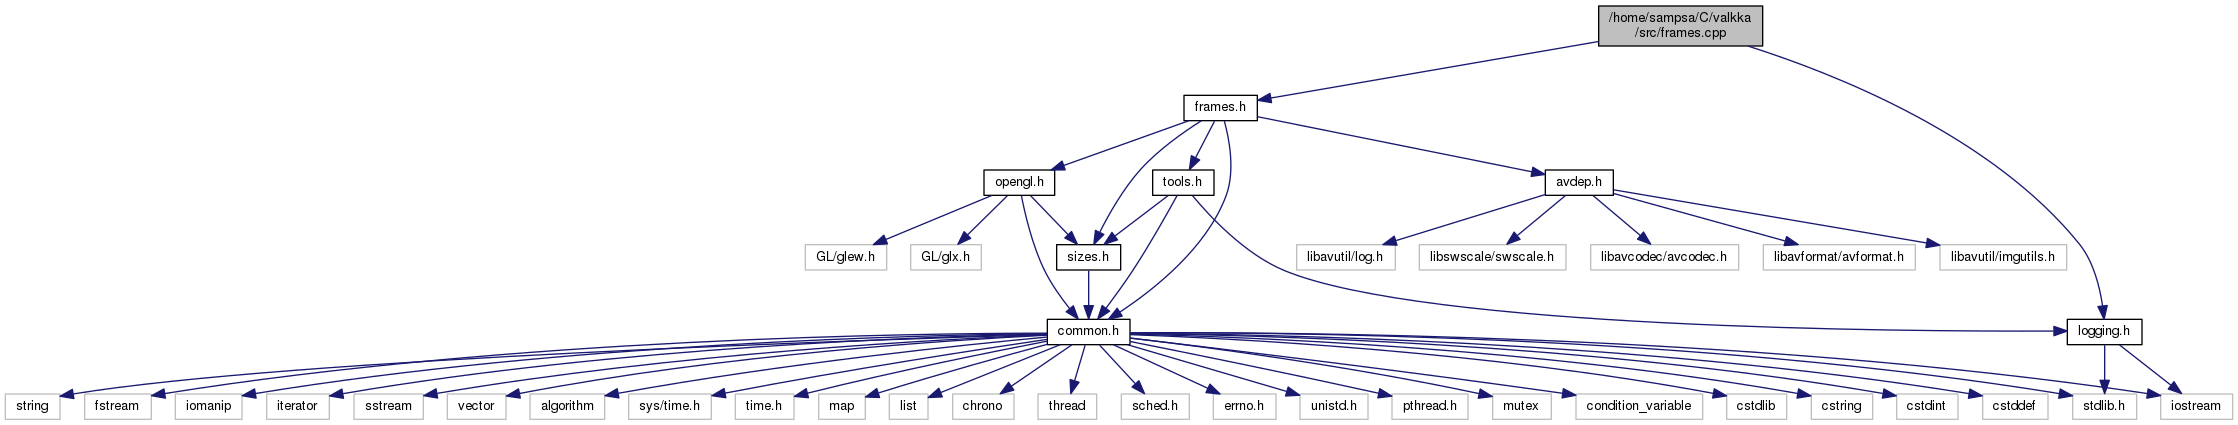 /home/sampsa/C/valkka
/src/frames.cpp
frames.h
opengl.h
tools.h
avdep.h
GL/glew.h
GL/glx.h
sizes.h
libavutil/log.h
libswscale/swscale.h
libavcodec/avcodec.h
libavformat/avformat.h
libavutil/imgutils.h
common.h
logging.h
string
fstream
iomanip
iterator
sstream
vector
algorithm
sys/time.h
time.h
map
list
chrono
thread
sched.h
errno.h
unistd.h
pthread.h
mutex
condition_variable
cstdlib
cstring
cstdint
cstddef
stdlib.h
iostream